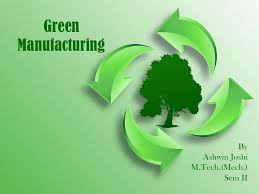 Green
Manufacturing
By
Ashwin Joshi
M.Tech.(Mech.)
Sem II